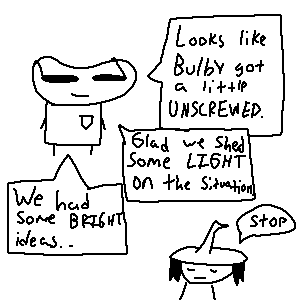 Looks like
Bulby got
a little
UNSCREWED.
Glad we shed
some LIGHT
on the situation
We had
some BRIGHT
ideas..
STOP